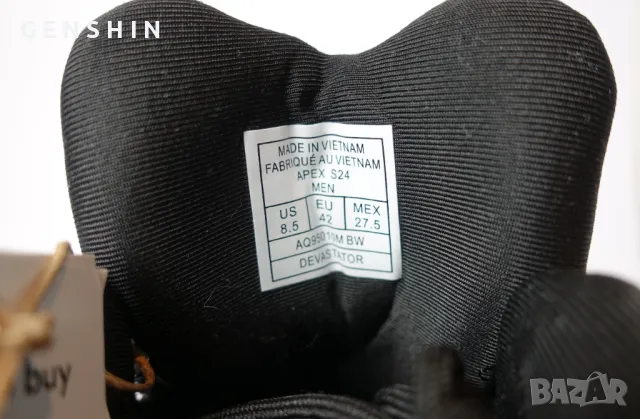 GENSHIN
MADE IN VIETNAM
FABRIQUÉ AU VIETNAM
APEX S24
MEN
US EU MEX
8.5 42 27.5
DEVASTATOR
buy
BAZAR